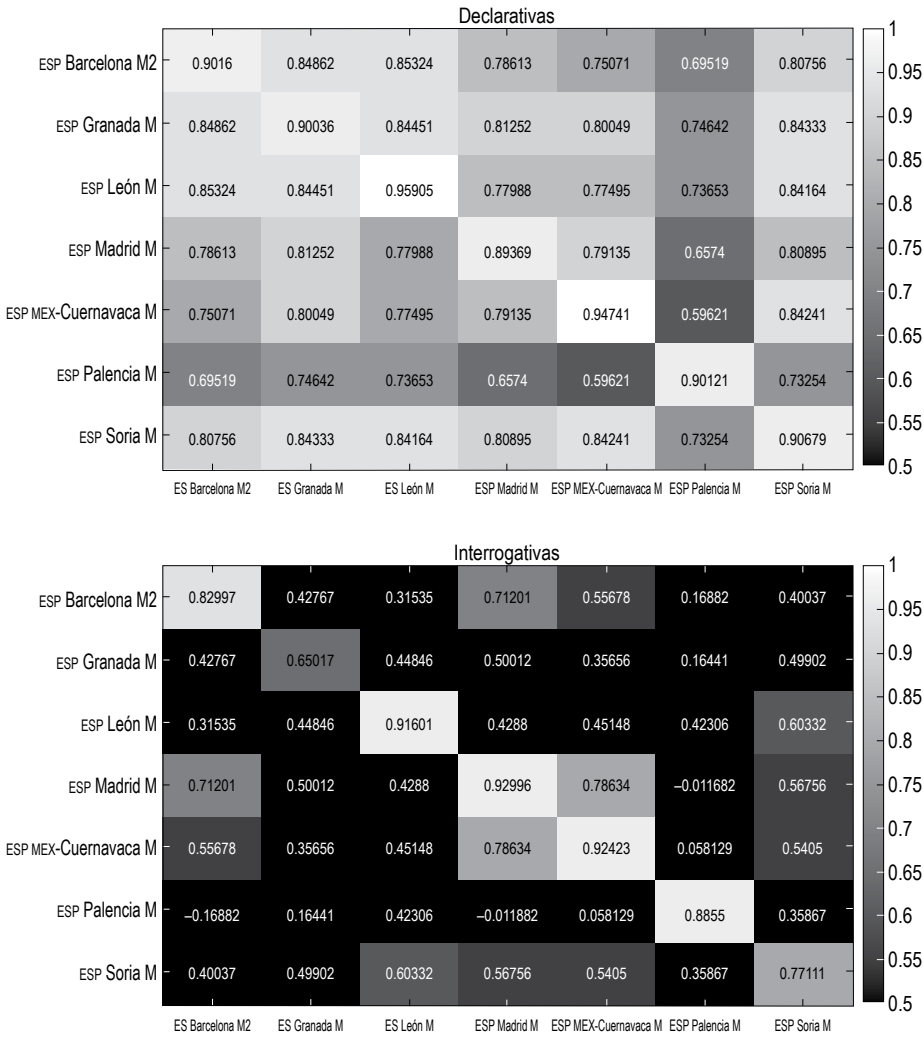 Declarativas
ESP Barcelona M2 0.9016 0.84862 0.85324 0.78613 0.75071 0.69519 0.80756
ESP Granada M 0.84862 0.90036 0.84451 0.81252 0.80049 0.74642 0.84333
ESP León M 0.85324 0.84451 0.95905 0.77988 0.77495 0.73653 0.84164
ESP Madrid M 0.78613 0.81252 0.77988 0.89369 0.79135 0.6574 0.80895
ESP MEX-Cuernavaca M 0.75071 0.80049 0.77495 0.79135 0.94741 0.59621 0.84241
ESP Palencia M 0.69519 0.74642 0.73653 0.6574 0.59621 0.90121 0.73254
ESP Soria M 0.80756 0.84333 0.84164 0.80895 0.84241 0.73254 0.90679
ES Barcelona M2 ES Granada M ES León M ESP Madrid M ESP MEX-Cuernavaca M ESP Palencia M ESP Soria M
1
0.95
0.9
0.85
0.8
0.75
0.7
0.65
0.6
0.55
0.5
Interrogativas
ESP Barcelona M2 0.82997 0.42767 0.31535 0.71201 0.55678 0.16882 0.40037
ESP Granada M 0.42767 0.65017 0.44846 0.50012 0.35656 0.16441 0.49902
ESP León M 0.31535 0.44846 0.91601 0.4288 0.45148 0.42306 0.60332
ESP Madrid M 0.71201 0.50012 0.4288 0.92996 0.78634 –0.011682 0.56756
ESP MEX-Cuernavaca M 0.55678 0.35656 0.45148 0.78634 0.92423 0.058129 0.5405
ESP Palencia M –0.16882 0.16441 0.42306 –0.011882 0.058129 0.8855 0.35867
ESP Soria M 0.40037 0.49902 0.60332 0.56756 0.5405 0.35867 0.77111
ES Barcelona M2 ES Granada M ES León M ESP Madrid M ESP MEX-Cuernavaca M ESP Palencia M ESP Soria M
1
0.95
0.9
0.85
0.8
0.75
0.7
0.65
0.6
0.55
0.5